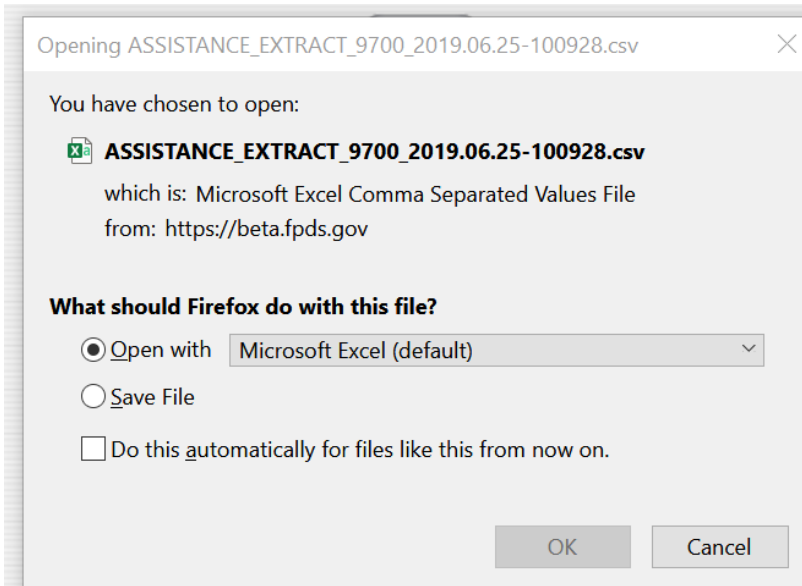 Opening ASSISTANCE_EXTRACT_9700_2019.06.25-100928.csv
You have chosen to open:
ASSISTANCE_EXTRACT_9700_2019.06.25-100928.csv
which is: Microsoft Excel Comma Separated Values File
from: https://beta.fpds.gov
What should Firefox do with this file?
Open with Microsoft Excel (default)
Save File
Do this automatically for files like this from now on.
OK Cancel